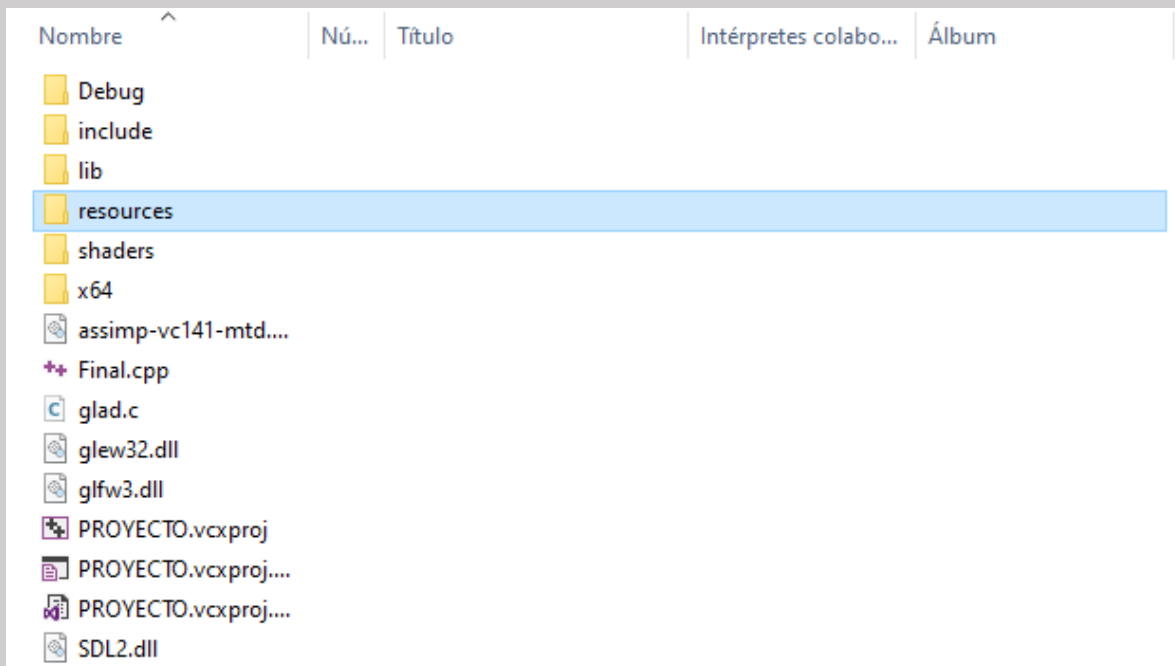 Nombre Nú... Título Intérpretes colabo... Álbum
Debug
include
lib
resources
shaders
x64
assimp-vc141-mtd....
Final.cpp
glad.c
glew32.dll
glfw3.dll
PROYECTO.vcxproj
PROYECTO.vcxproj....
PROYECTO.vcxproj....
SDL2.dll